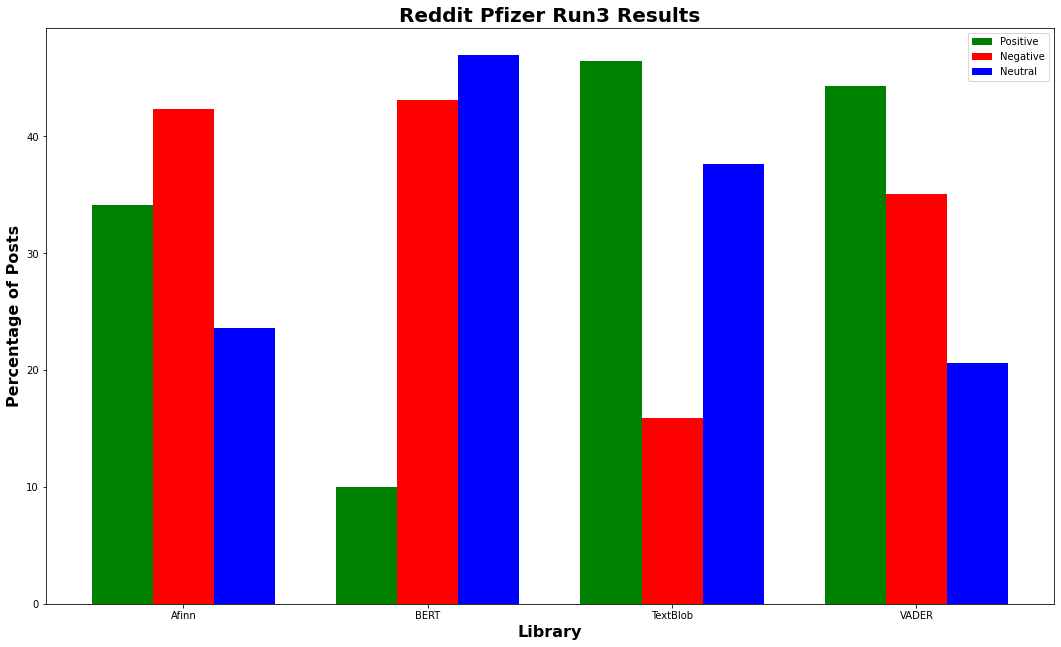 Reddit Pfizer Run3 Results
Positive
Negative
Neutral
Percentage of Posts
40
30
20
10
0
Afinn BERT TextBlob VADER
Library